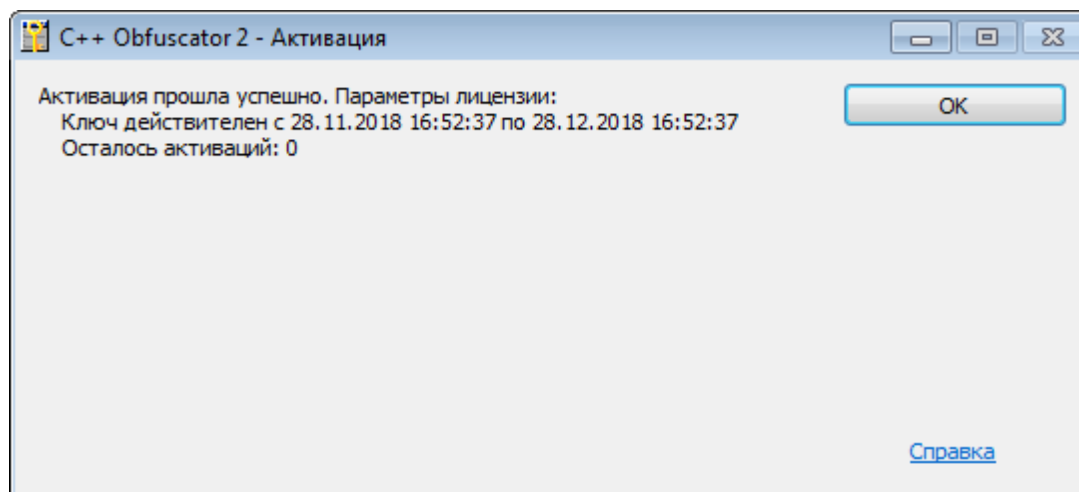 C++ Obfuscator 2 - Активация
Активация прошла успешно. Параметры лицензии:
Ключ действителен с 28.11.2018 16:52:37 по 28.12.2018 16:52:37
Осталось активаций: 0
OK
Справка